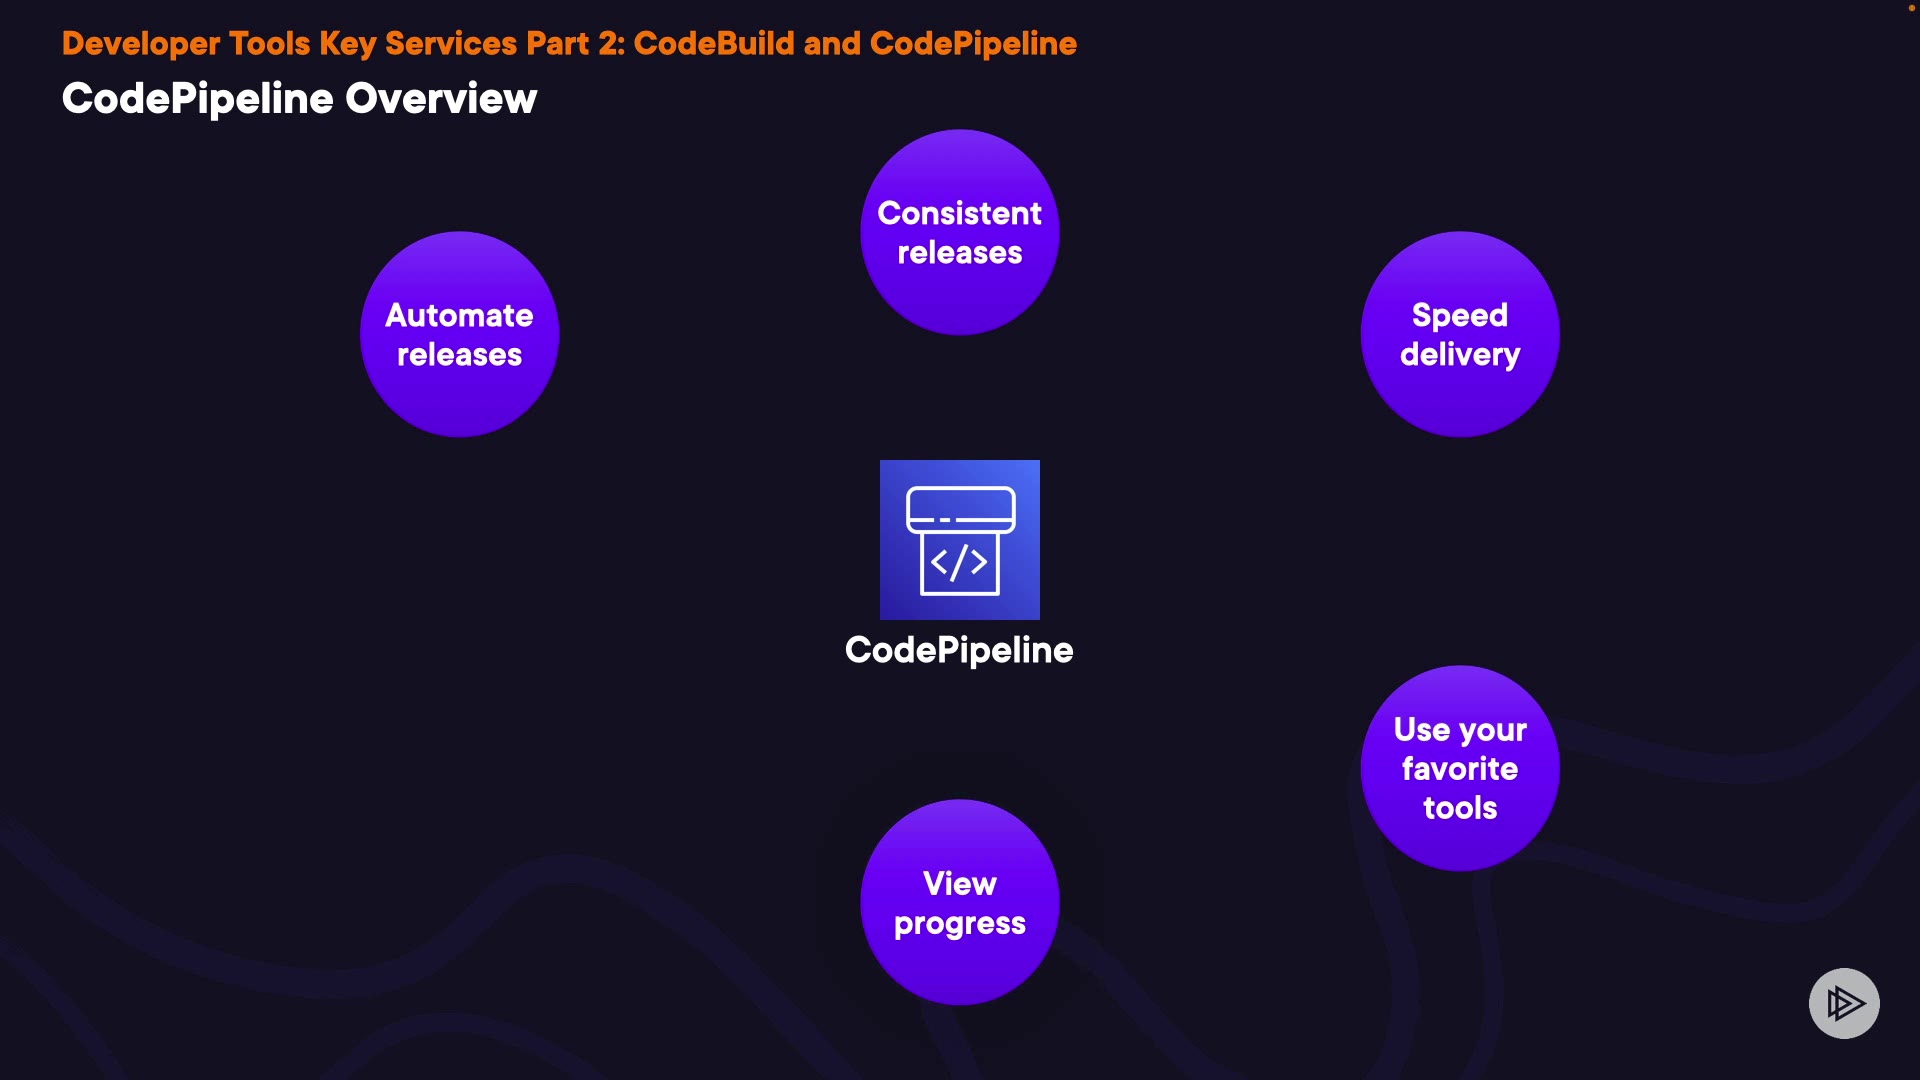 Developer Tools Key Services Part 2: CodeBuild and CodePipeline
CodePipeline Overview
Consistent
releases
Automate
releases
Speed
delivery
</>
CodePipeline
Use your
favorite
tools
View
progress